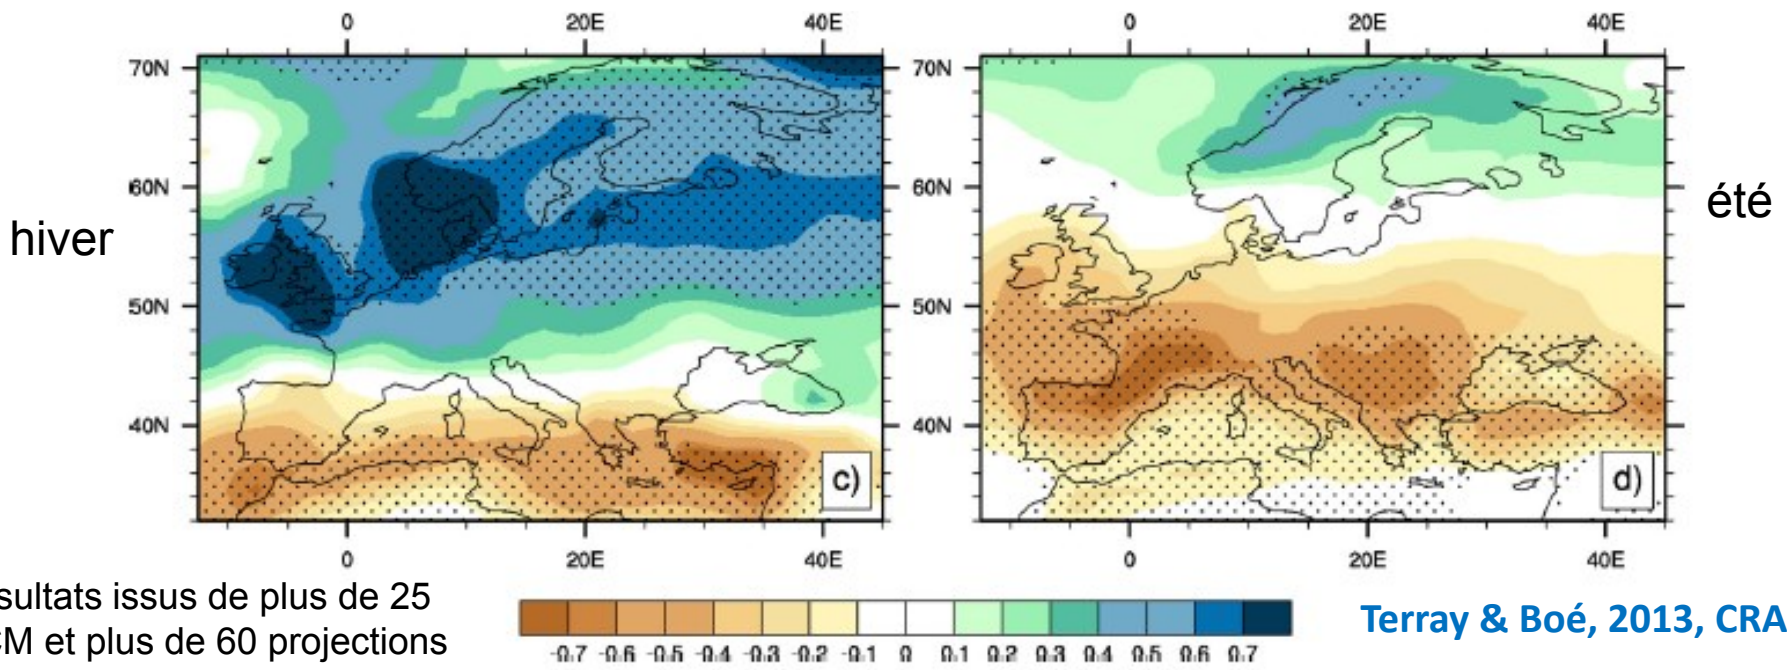 0 20E 40E 0 20E 40E
70N 70N
60N 60N
hiver
été
50N 50N
40N 40N
c) d)
0 20E 40E 0 20E 40E
sultats issus de plus de 25
CM et plus de 60 projections
-0.7 -0.6 -0.5 -0.4 -0.3 -0.2 -0.1 0 0.1 0.2 0.3 0.4 0.5 0.6 0.7
Terray & Boé, 2013, CRA